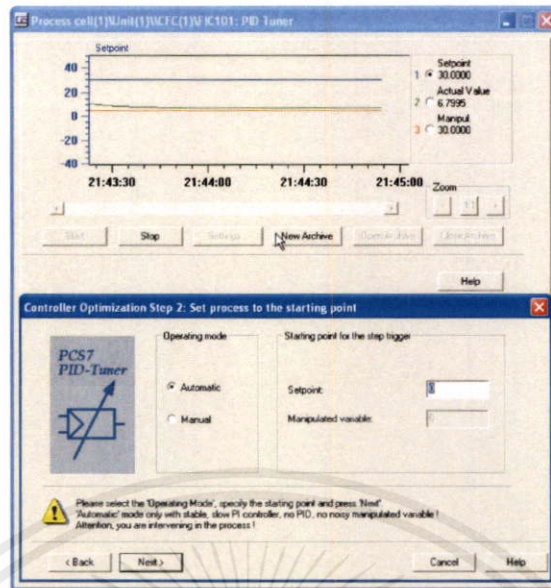 Process cell(1)\Unit(1)\\CFC(1)\FIC101: PID Tuner
Setpoint
40
20
0
-20
-40
21:43:30
21:44:00
21:44:30
21:45:00
Setpoint
1 30.0000
Actual Value
2 6.7995
Manipul
3 30.0000
Zoom
- 1:1 +
Start
Stop
Settings
New Archive
Open Archive
Close Archive
Help
Controller Optimization Step 2: Set process to the starting point
PCS7
PID-Tuner
Operating mode
Automatic
Manual
Starting point for the step trigger
Setpoint:
0
Manipulated variable:
Please select the 'Operating Mode', specify the starting point and press 'Next'.
'Automatic' mode only with stable, slow PI controller, no PID, no noisy manipulated variable !
Attention, you are intervening in the process !
< Back
Next >
Cancel
Help